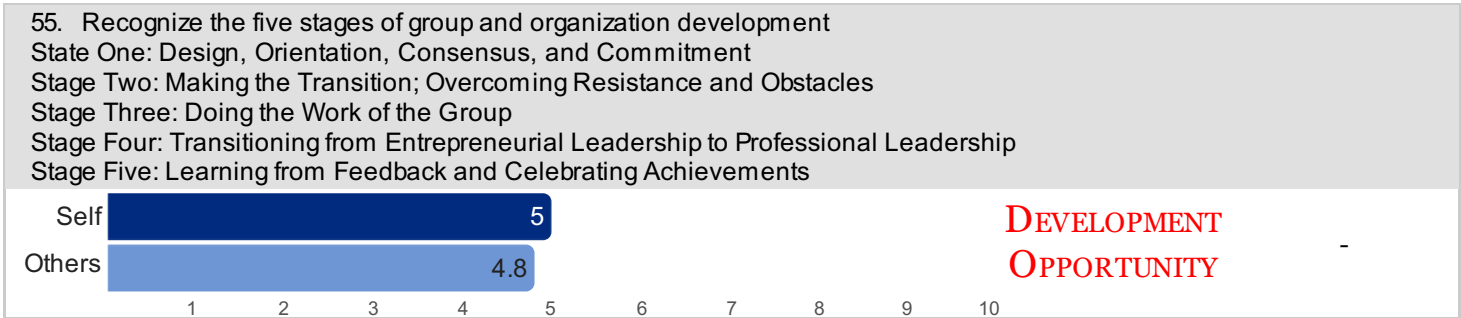 55. Recognize the five stages of group and organization development
State One: Design, Orientation, Consensus, and Commitment
Stage Two: Making the Transition; Overcoming Resistance and Obstacles
Stage Three: Doing the Work of the Group
Stage Four: Transitioning from Entrepreneurial Leadership to Professional Leadership
Stage Five: Learning from Feedback and Celebrating Achievements
Self 5
Others 4.8
DEVELOPMENT
OPPORTUNITY
-
1 2 3 4 5 6 7 8 9 10